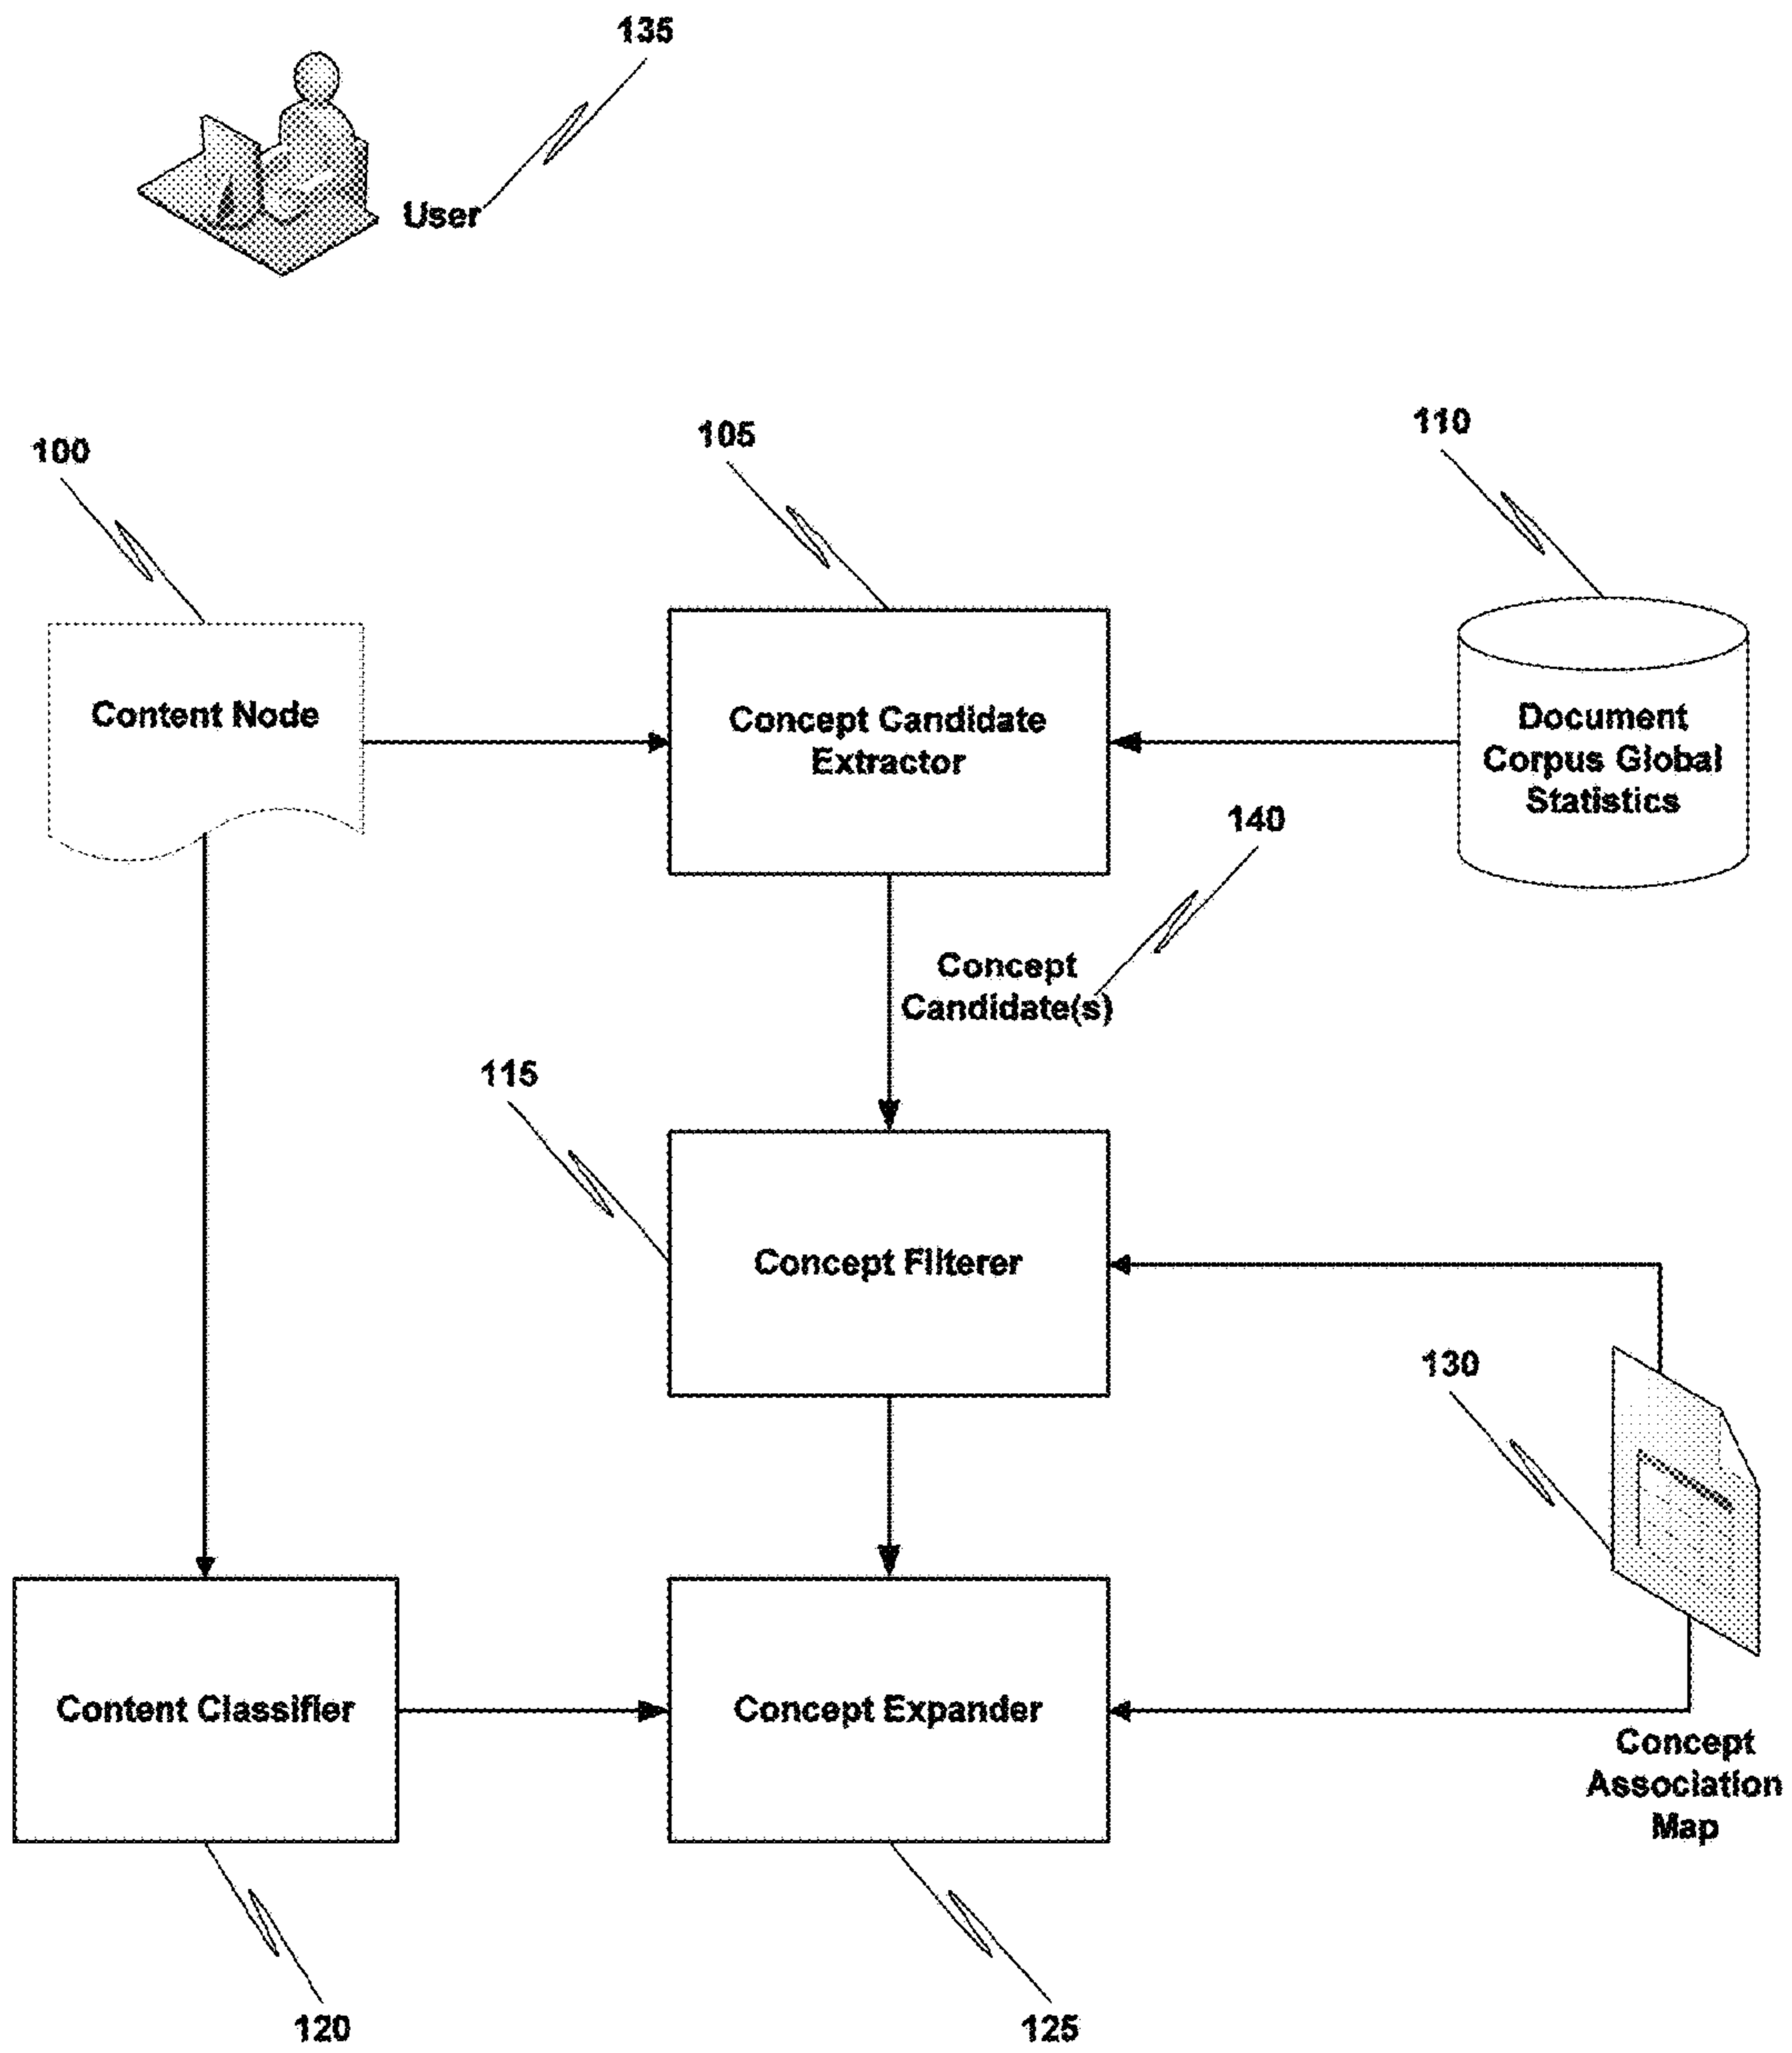 135
User
100
105
110
Content Node
Concept Candidate
Extractor
Document
Corpus Global
Statistics
140
Concept
Candidate(s)
115
Concept Filterer
130
Content Classifier
Concept Expander
Concept
Association
Map
120
125